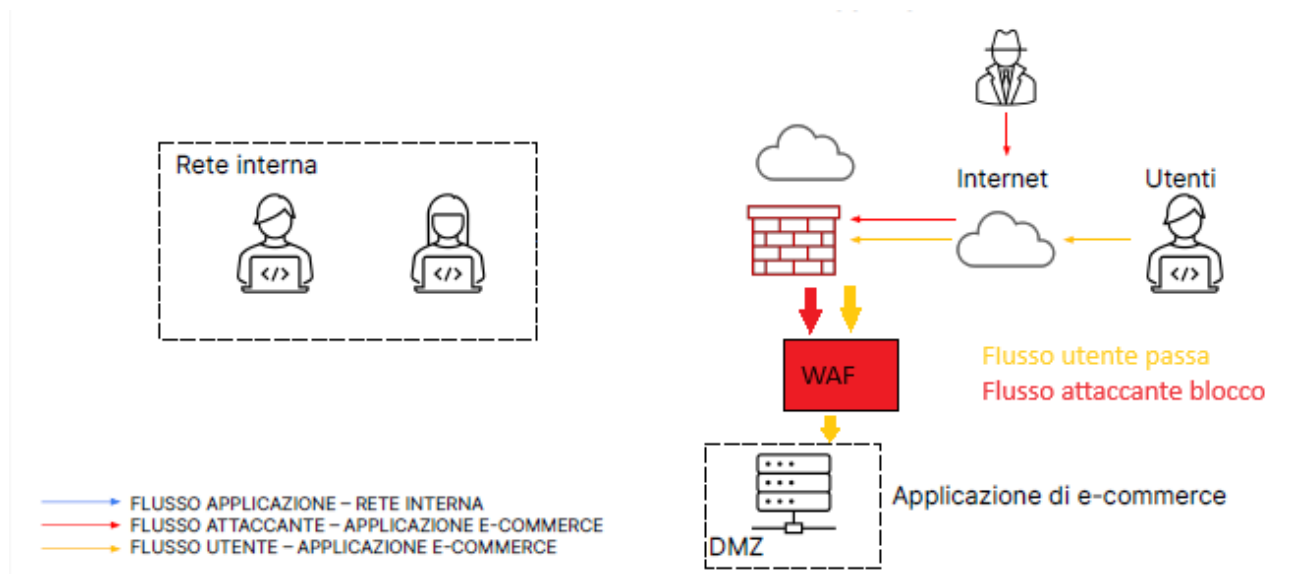 Rete interna
</>
</>
Internet
Utenti
</>
WAF
Flusso utente passa
Flusso attaccante blocco
Applicazione di e-commerce
DMZ
FLUSSO APPLICAZIONE – RETE INTERNA
FLUSSO ATTACCANTE – APPLICAZIONE E-COMMERCE
FLUSSO UTENTE – APPLICAZIONE E-COMMERCE